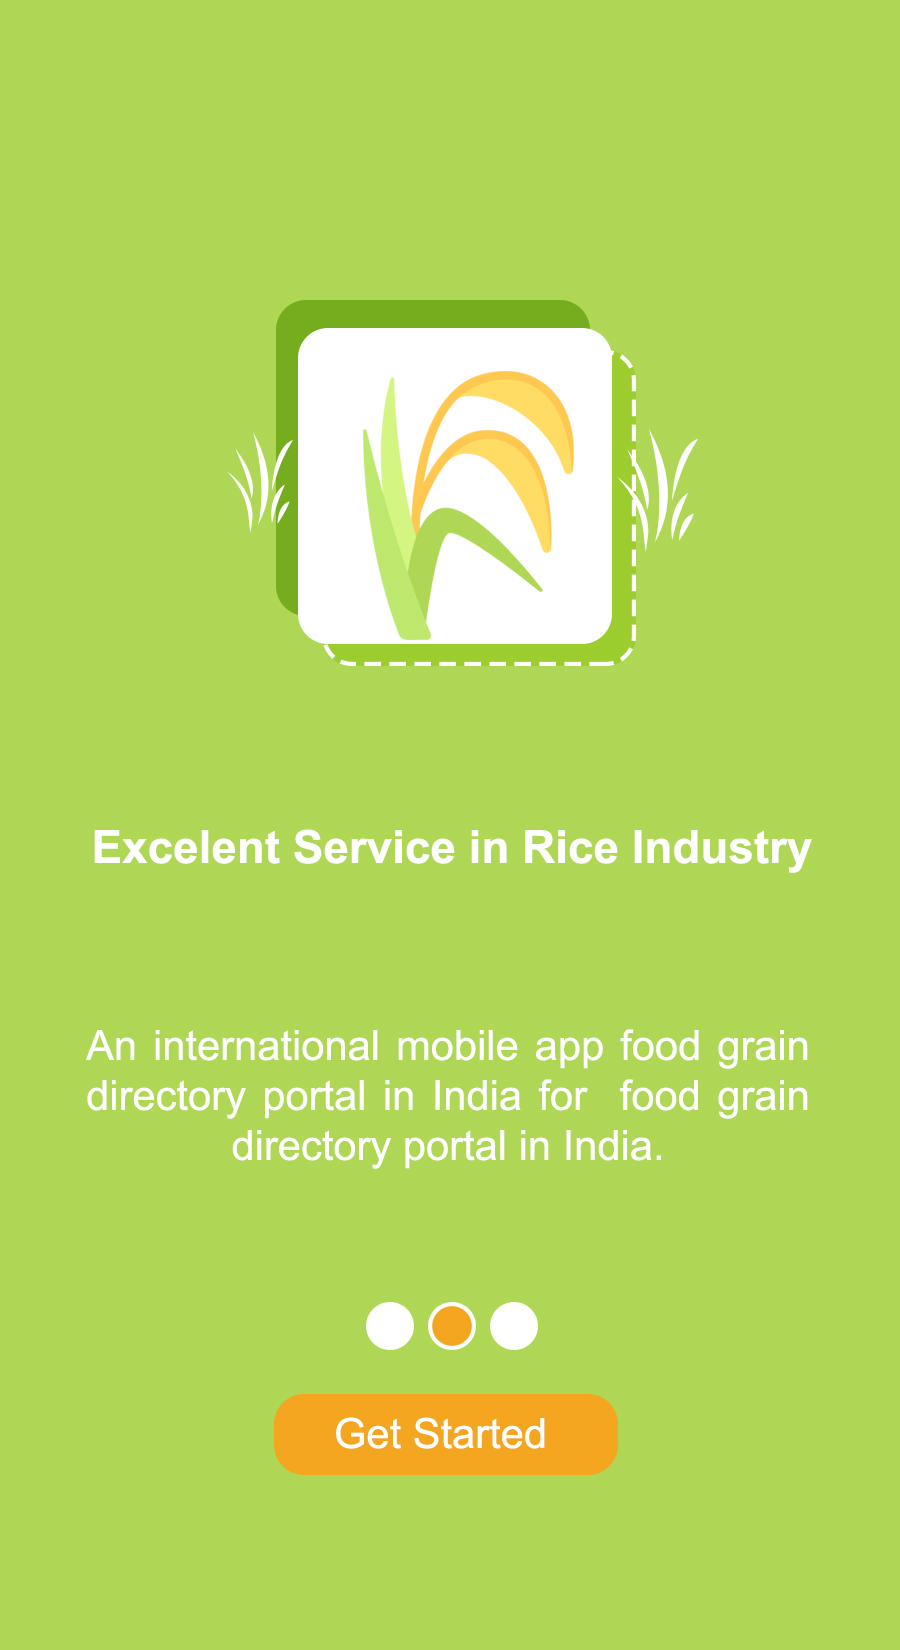 Excelent Service in Rice Industry
An international mobile app food grain
directory portal in India for  food grain
directory portal in India.
Get Started